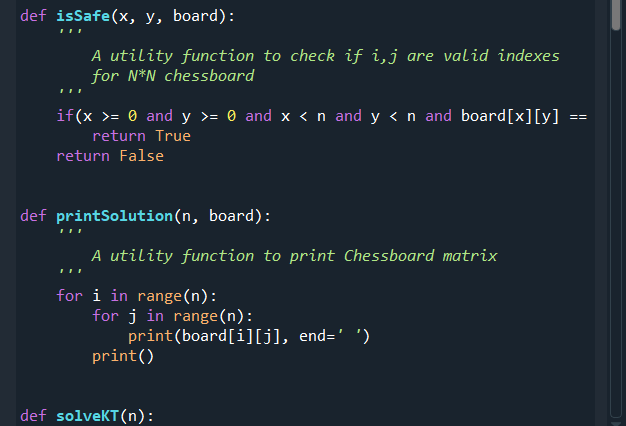 def isSafe(x, y, board):
'''
A utility function to check if i,j are valid indexes
for N*N chessboard
'''
if(x >= 0 and y >= 0 and x < n and y < n and board[x][y] ==
return True
return False
def printSolution(n, board):
'''
A utility function to print Chessboard matrix
'''
for i in range(n):
for j in range(n):
print(board[i][j], end=' ')
print()
def solveKT(n):